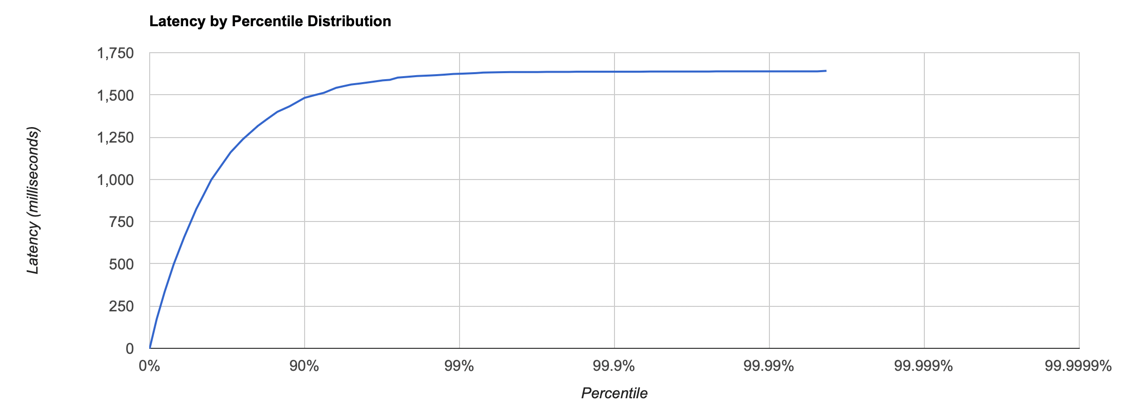 Latency by Percentile Distribution
1,750
1,500
1,250
1,000
750
500
250
0
Latency (milliseconds)
0% 90% 99% 99.9% 99.99% 99.999% 99.9999%
Percentile